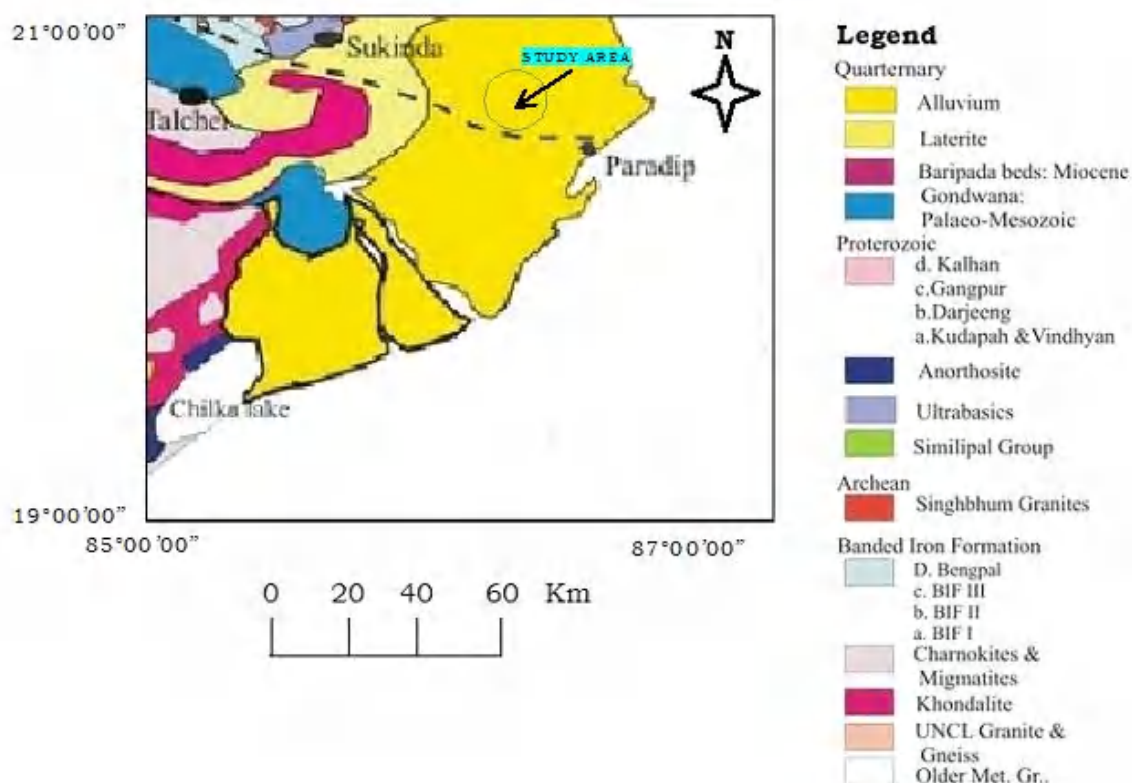 21°00'00"
Sukinda
STUDY AREA
N
Talcher
Paradip
Chilka lake
19°00'00"
85°00'00"
87°00'00"
0 20 40 60 Km
Legend
Quarternary
Alluvium
Laterite
Baripada beds: Miocene
Gondwana:
Palaeo-Mesozoic
Proterozoic
d. Kalhan
c.Gangpur
b.Darjeeng
a.Kudapah &Vindhyan
Anorthosite
Ultrabasics
Similipal Group
Archean
Singhbhum Granites
Banded Iron Formation
D. Bengpal
c. BIF III
b. BIF II
a. BIF I
Charnokites &
Migmatites
Khondalite
UNCL Granite &
Gneiss
Older Met. Gr..